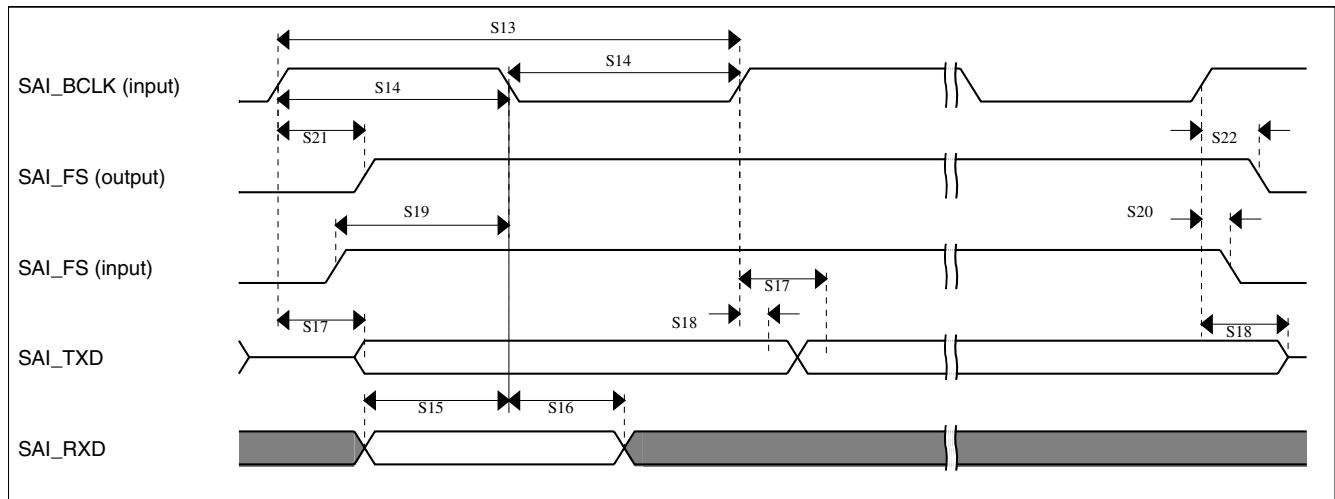 S13
SAI_BCLK (input)
S14
S14
S21
S22
SAI_FS (output)
S19
S20
SAI_FS (input)
S17
S18
S17
S18
SAI_TXD
S15
S16
SAI_RXD